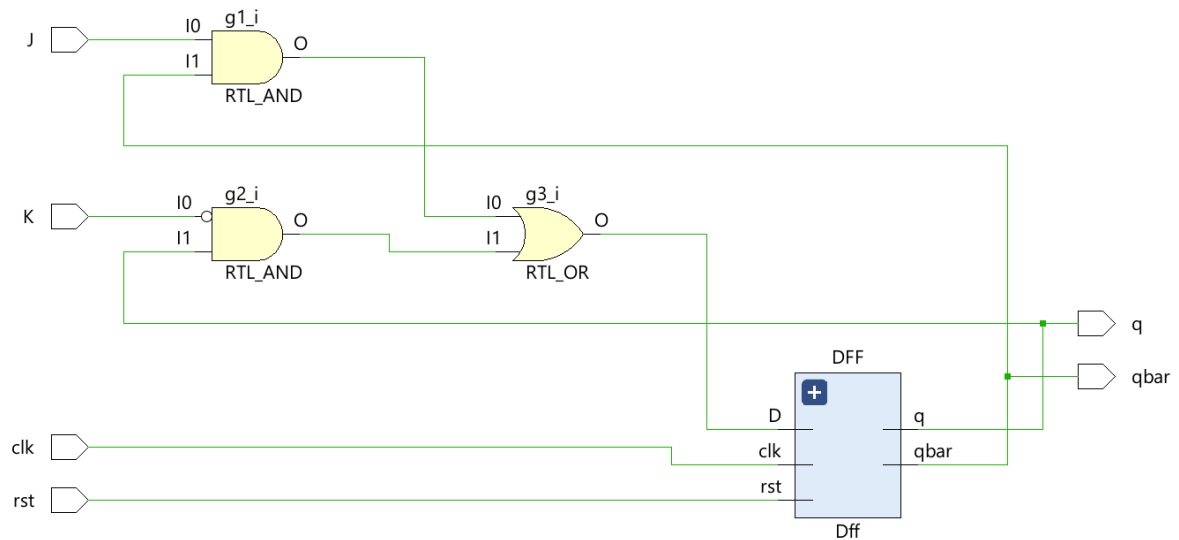 g1_i
J
I0
O
I1
RTL_AND
g2_i
K
I0
O
I1
RTL_AND
g3_i
I0
O
I1
RTL_OR
q
qbar
DFF
+
D
q
clk
clk
qbar
rst
rst
Dff